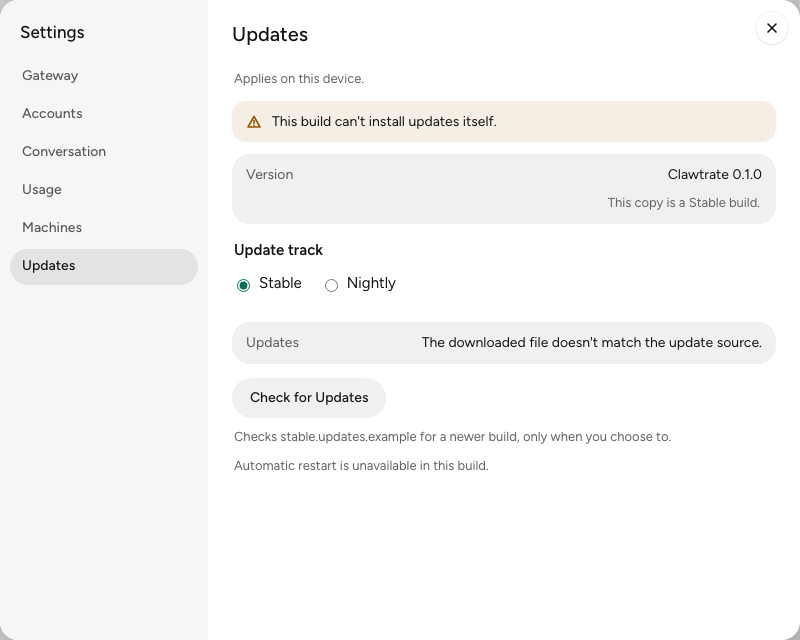 Settings
Gateway
Accounts
Conversation
Usage
Machines
Updates
Updates
Applies on this device.
This build can't install updates itself.
Version
Clawtrate 0.1.0
This copy is a Stable build.
Update track
Stable
Nightly
Updates
The downloaded file doesn't match the update source.
Check for Updates
Checks stable.updates.example for a newer build, only when you choose to.
Automatic restart is unavailable in this build.